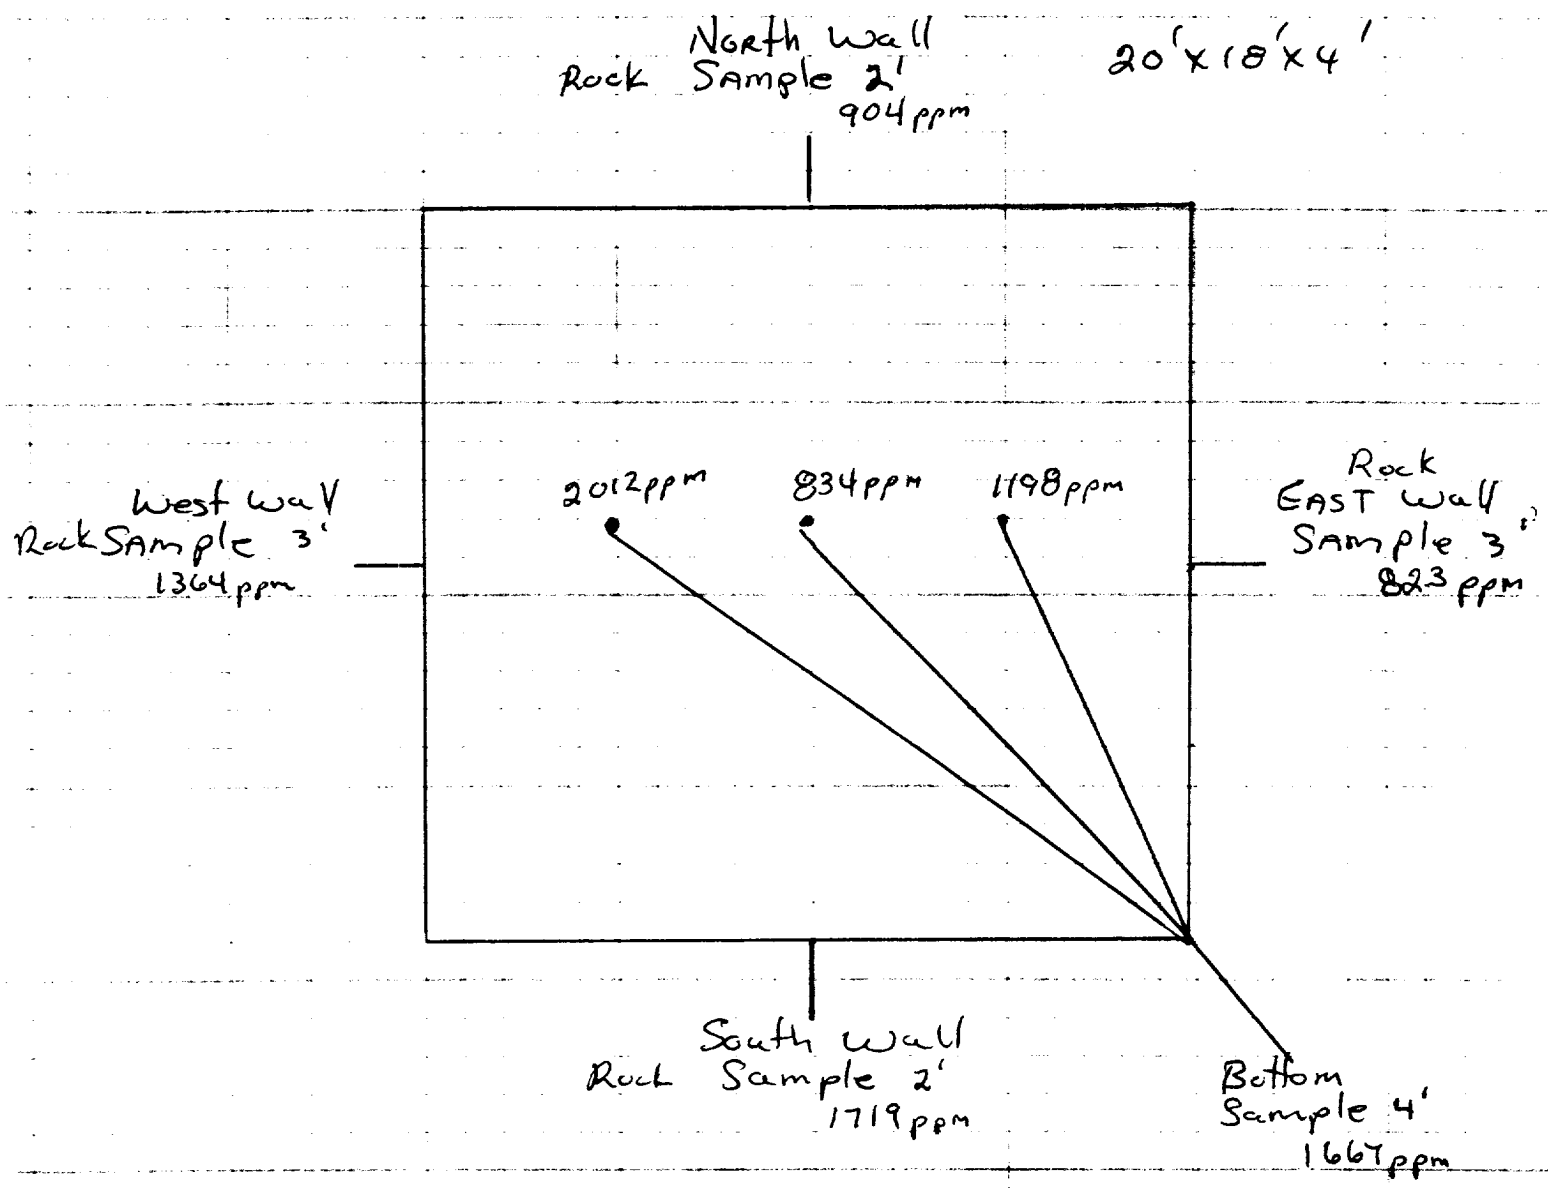 North Wall
Rock Sample 2'
904ppm
20'x18'x4'
2012ppm
834ppm
1198ppm
West Wall
Rock Sample 3'
1364ppm
Rock
EAST Wall
Sample 3'
823ppm
South Wall
Rock Sample 2'
1719ppm
Bottom
Sample 4'
1667ppm